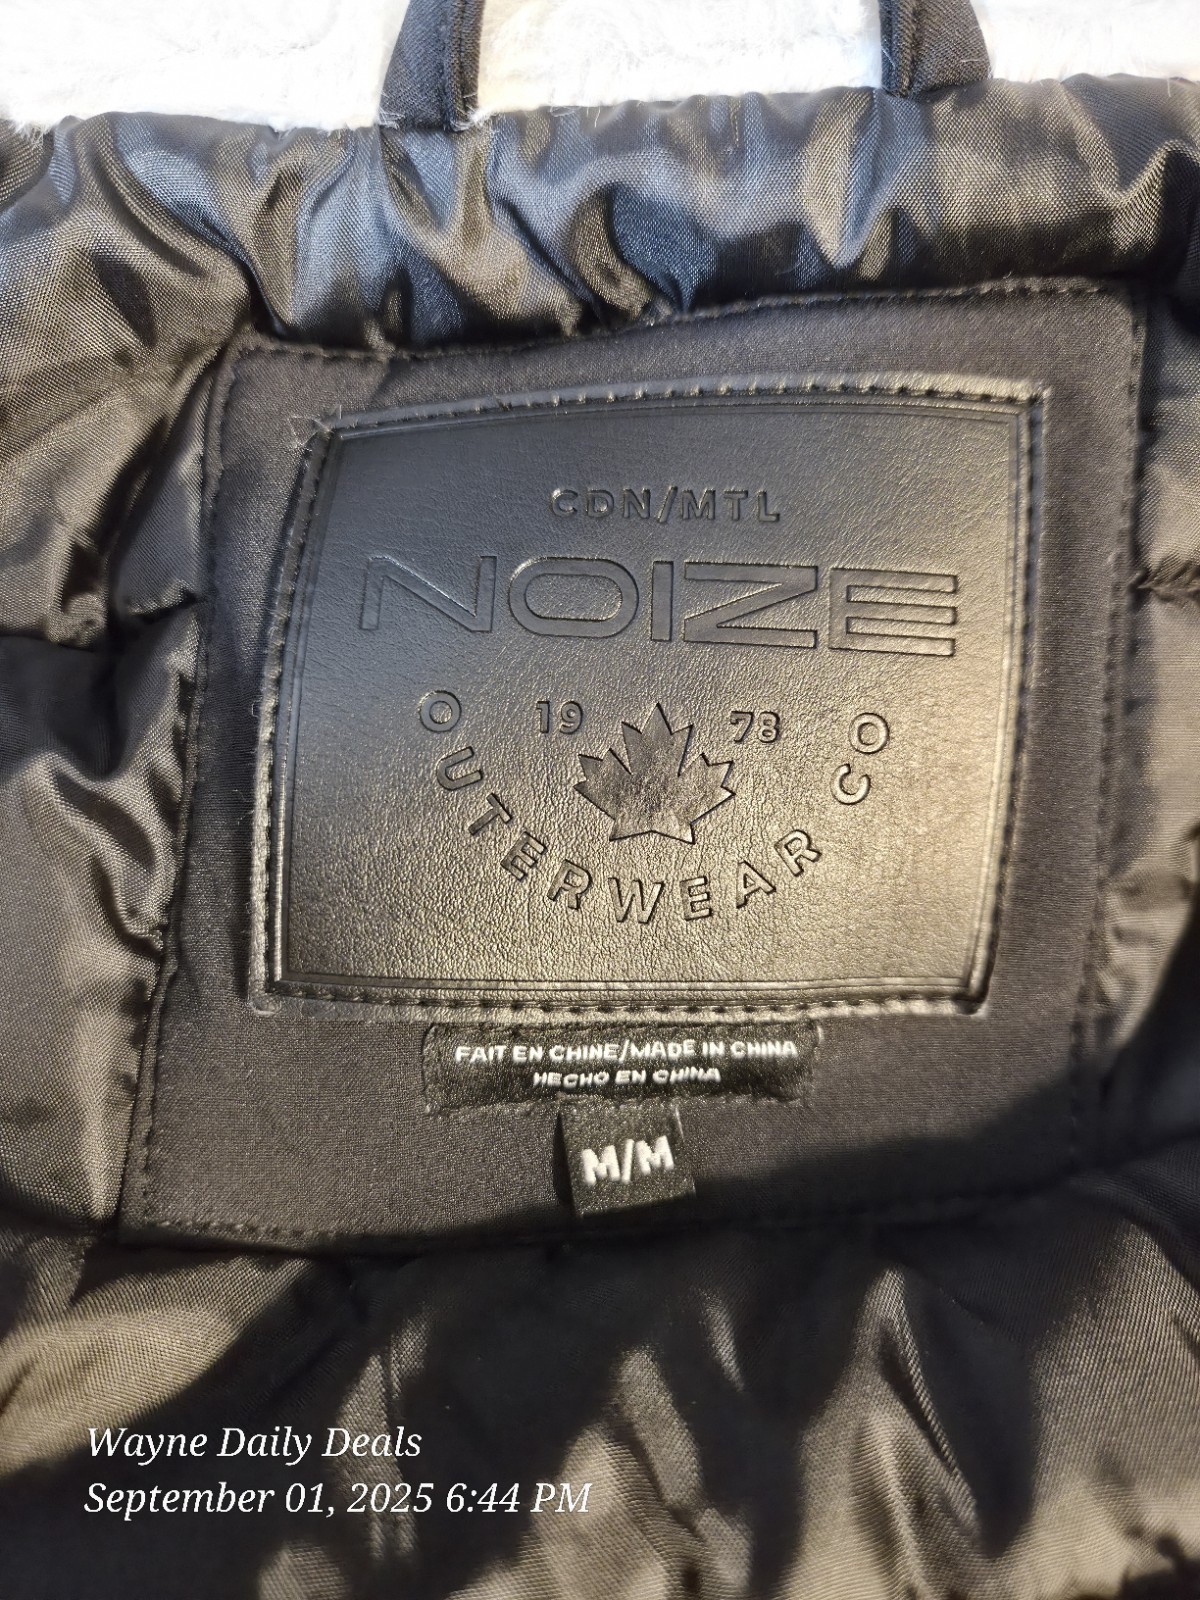 CDN/MTL
NOIZE
19 78
OUTERWEAR CO
FAIT EN CHINE/MADE IN CHINA
HECHO EN CHINA
M/M
Wayne Daily Deals
September 01, 2025 6:44 PM